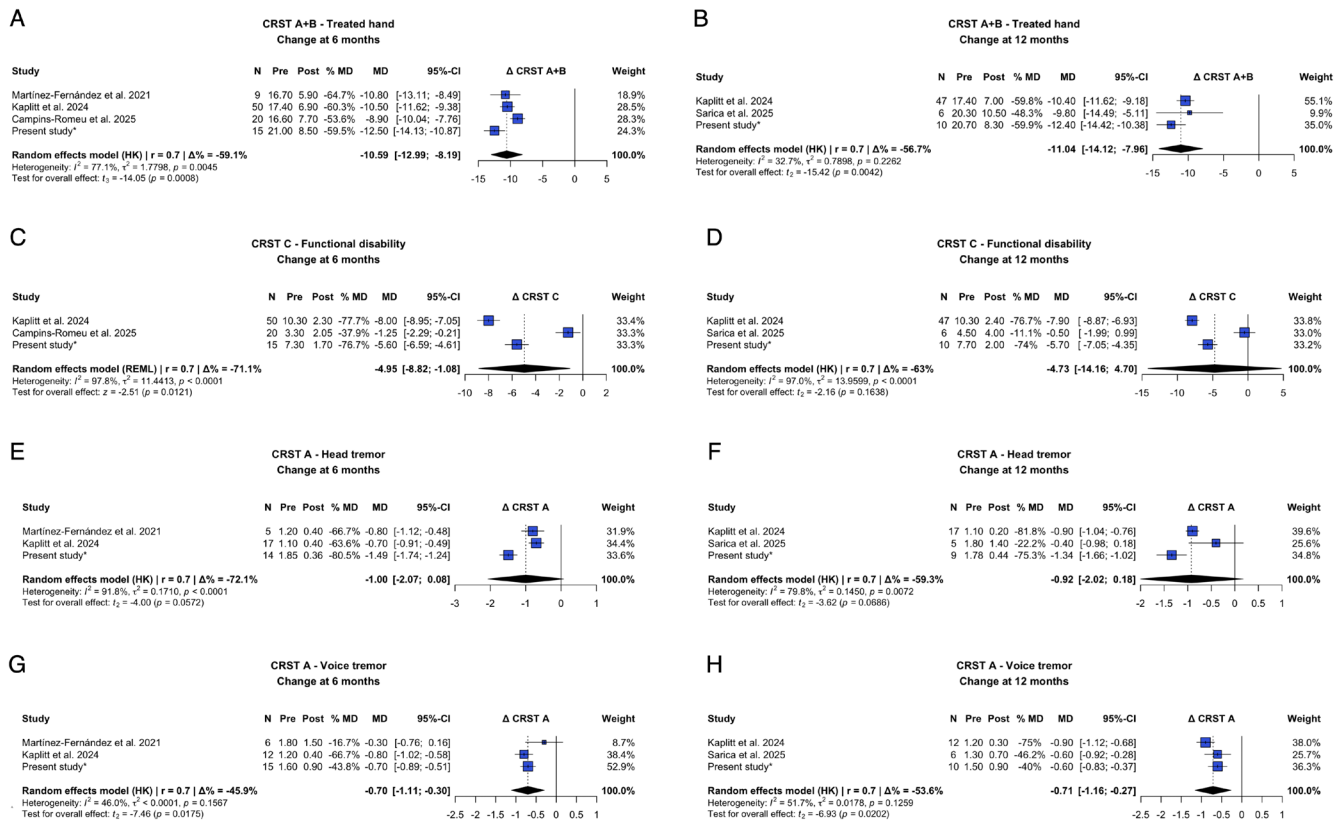 A
CRST A+B - Treated hand
Change at 6 months
Study N Pre Post % MD MD 95%-CI Δ CRST A+B Weight
Martínez-Fernández et al. 2021 9 16.70 5.90 -64.7% -10.80 [-13.11; -8.49] 18.9%
Kaplitt et al. 2024 50 17.40 6.90 -60.3% -10.50 [-11.62; -9.38] 28.5%
Campins-Romeu et al. 2025 20 16.60 7.70 -53.6% -8.90 [-10.04; -7.76] 28.3%
Present study* 15 21.00 8.50 -59.5% -12.50 [-14.13; -10.87] 24.3%
Random effects model (HK) | r = 0.7 | Δ% = -59.1% -10.59 [-12.99; -8.19] 100.0%
Heterogeneity: I² = 77.1%, τ² = 1.7798, p = 0.0045
Test for overall effect: t₃ = -14.05 (p = 0.0008)
-15 -10 -5 0 5
B
CRST A+B - Treated hand
Change at 12 months
Study N Pre Post % MD MD 95%-CI Δ CRST A+B Weight
Kaplitt et al. 2024 47 17.40 7.00 -59.8% -10.40 [-11.62; -9.18] 55.1%
Sarica et al. 2025 6 20.30 10.50 -48.3% -9.80 [-14.49; -5.11] 9.9%
Present study* 10 20.70 8.30 -59.9% -12.40 [-14.42; -10.38] 35.0%
Random effects model (HK) | r = 0.7 | Δ% = -56.7% -11.04 [-14.12; -7.96] 100.0%
Heterogeneity: I² = 32.7%, τ² = 0.7898, p = 0.2262
Test for overall effect: t₂ = -15.42 (p = 0.0042)
-15 -10 -5 0 5
C
CRST C - Functional disability
Change at 6 months
Study N Pre Post % MD MD 95%-CI Δ CRST C Weight
Kaplitt et al. 2024 50 10.30 2.30 -77.7% -8.00 [-8.95; -7.05] 33.4%
Campins-Romeu et al. 2025 20 3.30 2.05 -37.9% -1.25 [-2.29; -0.21] 33.3%
Present study* 15 7.30 1.70 -76.7% -5.60 [-6.59; -4.61] 33.3%
Random effects model (REML) | r = 0.7 | Δ% = -71.1% -4.95 [-8.82; -1.08] 100.0%
Heterogeneity: I² = 97.8%, τ² = 11.4413, p < 0.0001
Test for overall effect: z = -2.51 (p = 0.0121)
-10 -8 -6 -4 -2 0 2
D
CRST C - Functional disability
Change at 12 months
Study N Pre Post % MD MD 95%-CI Δ CRST C Weight
Kaplitt et al. 2024 47 10.30 2.40 -76.7% -7.90 [-8.87; -6.93] 33.8%
Sarica et al. 2025 6 4.50 4.00 -11.1% -0.50 [-1.99; 0.99] 33.0%
Present study* 10 7.70 2.00 -74% -5.70 [-7.05; -4.35] 33.2%
Random effects model (HK) | r = 0.7 | Δ% = -63% -4.73 [-14.16; 4.70] 100.0%
Heterogeneity: I² = 97.0%, τ² = 13.9599, p < 0.0001
Test for overall effect: t₂ = -2.16 (p = 0.1638)
-10 -5 0 5
E
CRST A - Head tremor
Change at 6 months
Study N Pre Post % MD MD 95%-CI Δ CRST A Weight
Martínez-Fernández et al. 2021 5 1.20 0.40 -66.7% -0.80 [-1.12; -0.48] 31.9%
Kaplitt et al. 2024 17 1.10 0.40 -63.6% -0.70 [-0.91; -0.49] 34.4%
Present study* 14 1.85 0.36 -80.5% -1.49 [-1.74; -1.24] 33.6%
Random effects model (HK) | r = 0.7 | Δ% = -72.1% -1.00 [-2.07; 0.08] 100.0%
Heterogeneity: I² = 91.8%, τ² = 0.1710, p < 0.0001
Test for overall effect: t₂ = -4.00 (p = 0.0572)
-3 -2 -1 0 1
F
CRST A - Head tremor
Change at 12 months
Study N Pre Post % MD MD 95%-CI Δ CRST A Weight
Kaplitt et al. 2024 17 1.10 0.20 -81.8% -0.90 [-1.04; -0.76] 39.6%
Sarica et al. 2025 5 1.80 1.40 -22.2% -0.40 [-0.98; 0.18] 25.6%
Present study* 9 1.78 0.44 -75.3% -1.34 [-1.66; -1.02] 34.8%
Random effects model (HK) | r = 0.7 | Δ% = -59.3% -0.92 [-2.02; 0.18] 100.0%
Heterogeneity: I² = 79.8%, τ² = 0.1450, p = 0.0072
Test for overall effect: t₂ = -3.62 (p = 0.0686)
-2 -1.5 -1 -0.5 0 0.5 1
G
CRST A - Voice tremor
Change at 6 months
Study N Pre Post % MD MD 95%-CI Δ CRST A Weight
Martínez-Fernández et al. 2021 6 1.80 1.50 -16.7% -0.30 [-0.76; 0.16] 8.7%
Kaplitt et al. 2024 12 1.20 0.40 -66.7% -0.80 [-1.02; -0.58] 38.4%
Present study* 15 1.60 0.90 -43.8% -0.70 [-0.89; -0.51] 52.9%
Random effects model (HK) | r = 0.7 | Δ% = -45.9% -0.70 [-1.11; -0.30] 100.0%
Heterogeneity: I² = 46.0%, τ² < 0.0001, p = 0.1567
Test for overall effect: t₂ = -7.46 (p = 0.0175)
-2.5 -2 -1.5 -1 -0.5 0 0.5 1
H
CRST A - Voice tremor
Change at 12 months
Study N Pre Post % MD MD 95%-CI Δ CRST A Weight
Kaplitt et al. 2024 12 1.20 0.30 -75% -0.90 [-1.12; -0.68] 38.0%
Sarica et al. 2025 6 1.30 0.70 -46.2% -0.60 [-0.92; -0.28] 25.7%
Present study* 10 1.50 0.90 -40% -0.60 [-0.83; -0.37] 36.3%
Random effects model (HK) | r = 0.7 | Δ% = -53.6% -0.71 [-1.16; -0.27] 100.0%
Heterogeneity: I² = 51.7%, τ² = 0.0178, p = 0.1259
Test for overall effect: t₂ = -6.93 (p = 0.0202)
-2.5 -2 -1.5 -1 -0.5 0 0.5 1